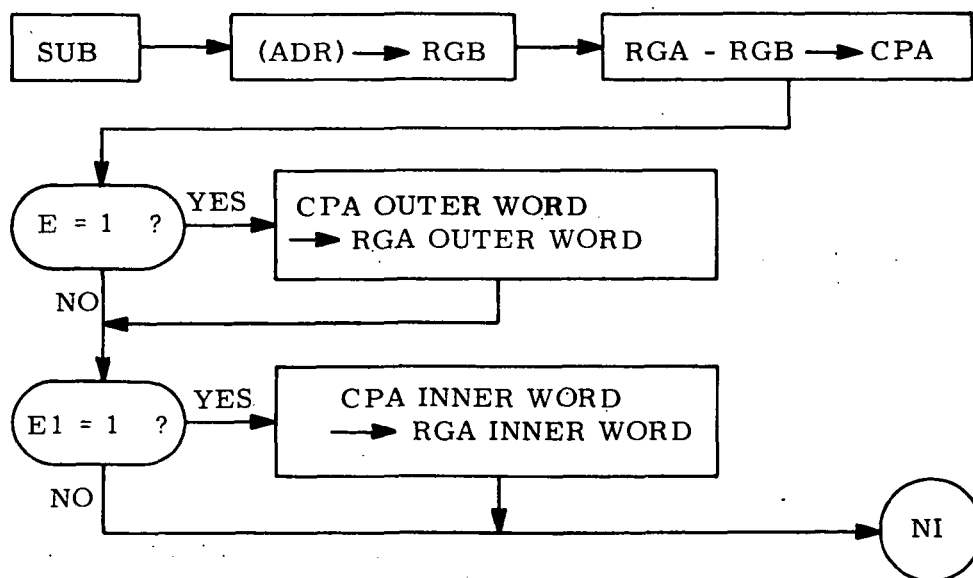 SUB
(ADR) → RGB
RGA - RGB → CPA
E = 1 ?
YES
CPA OUTER WORD
→ RGA OUTER WORD
NO
E1 = 1 ?
YES
CPA INNER WORD
→ RGA INNER WORD
NO
NI